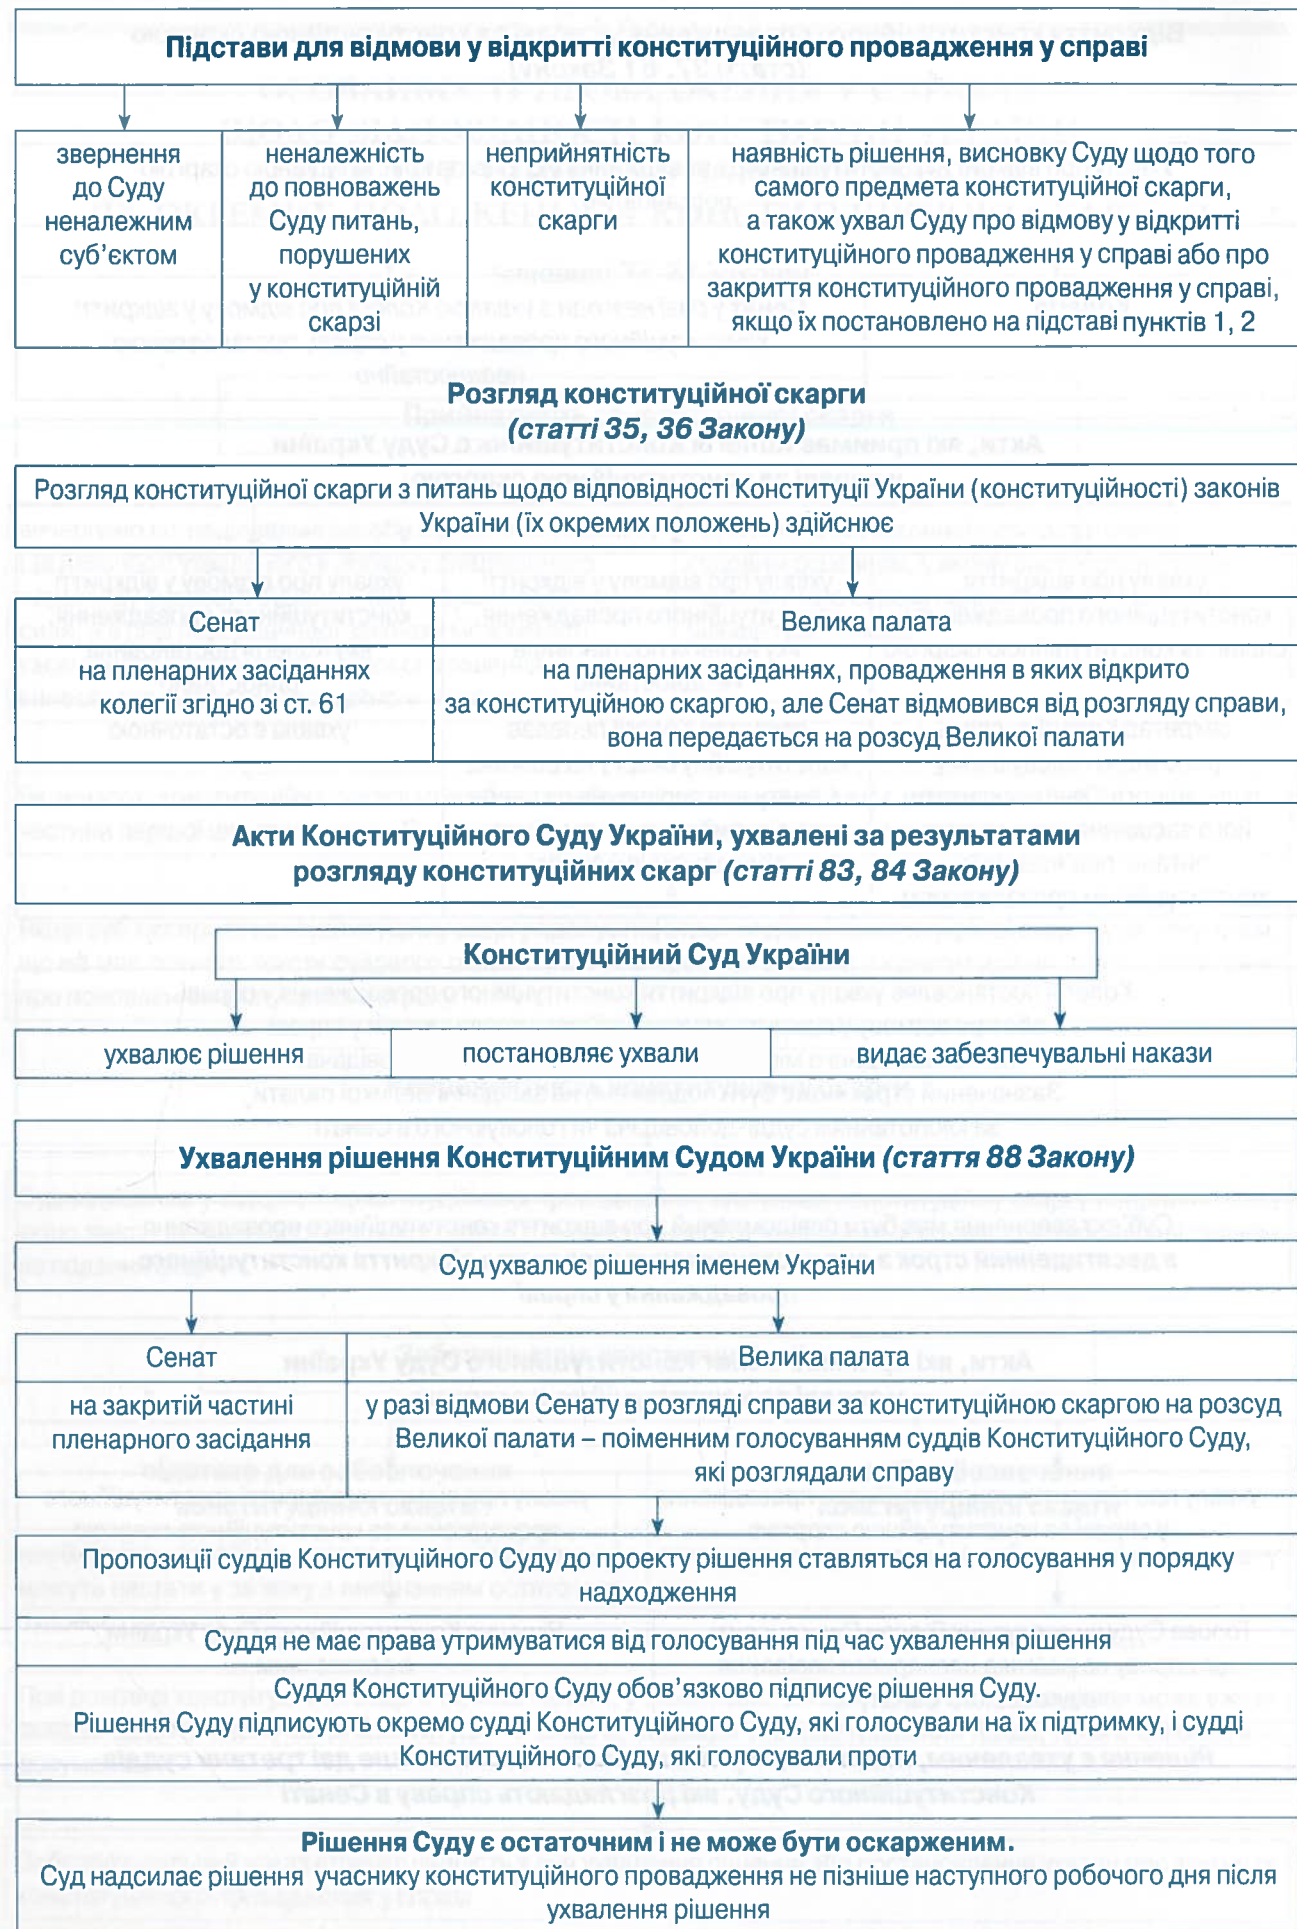 Підстави для відмови у відкритті конституційного провадження у справі
звернення
до Суду
неналежним
суб’єктом
неналежність
до повноважень
Суду питань,
порушених
у конституційній
скарзі
неприйнятність
конституційної
скарги
наявність рішення, висновку Суду щодо того
самого предмета конституційної скарги,
а також ухвал Суду про відмову у відкритті
конституційного провадження у справі або про
закриття конституційного провадження у справі,
якщо їх постановлено на підставі пунктів 1, 2
Розгляд конституційної скарги
(статті 35, 36 Закону)
Розгляд конституційної скарги з питань щодо відповідності Конституції України (конституційності) законів
України (їх окремих положень) здійснює
Сенат
на пленарних засіданнях
колегії згідно зі ст. 61
Велика палата
на пленарних засіданнях, провадження в яких відкрито
за конституційною скаргою, але Сенат відмовився від розгляду справи,
вона передається на розсуд Великої палати
Акти Конституційного Суду України, ухвалені за результатами
розгляду конституційних скарг (статті 83, 84 Закону)
Конституційний Суд України
ухвалює рішення
постановляє ухвали
видає забезпечувальні накази
Ухвалення рішення Конституційним Судом України (стаття 88 Закону)
Суд ухвалює рішення іменем України
Сенат
на закритій частині
пленарного засідання
Велика палата
у разі відмови Сенату в розгляді справи за конституційною скаргою на розсуд
Великої палати – поіменним голосуванням суддів Конституційного Суду,
які розглядали справу
Пропозиції суддів Конституційного Суду до проекту рішення ставляться на голосування у порядку
надходження
Суддя не має права утримуватися від голосування під час ухвалення рішення
Суддя Конституційного Суду обов’язково підписує рішення Суду.
Рішення Суду підписують окремо судді Конституційного Суду, які голосували на їх підтримку, і судді
Конституційного Суду, які голосували проти
Рішення Суду є остаточним і не може бути оскарженим.
Суд надсилає рішення учаснику конституційного провадження не пізніше наступного робочого дня після
ухвалення рішення